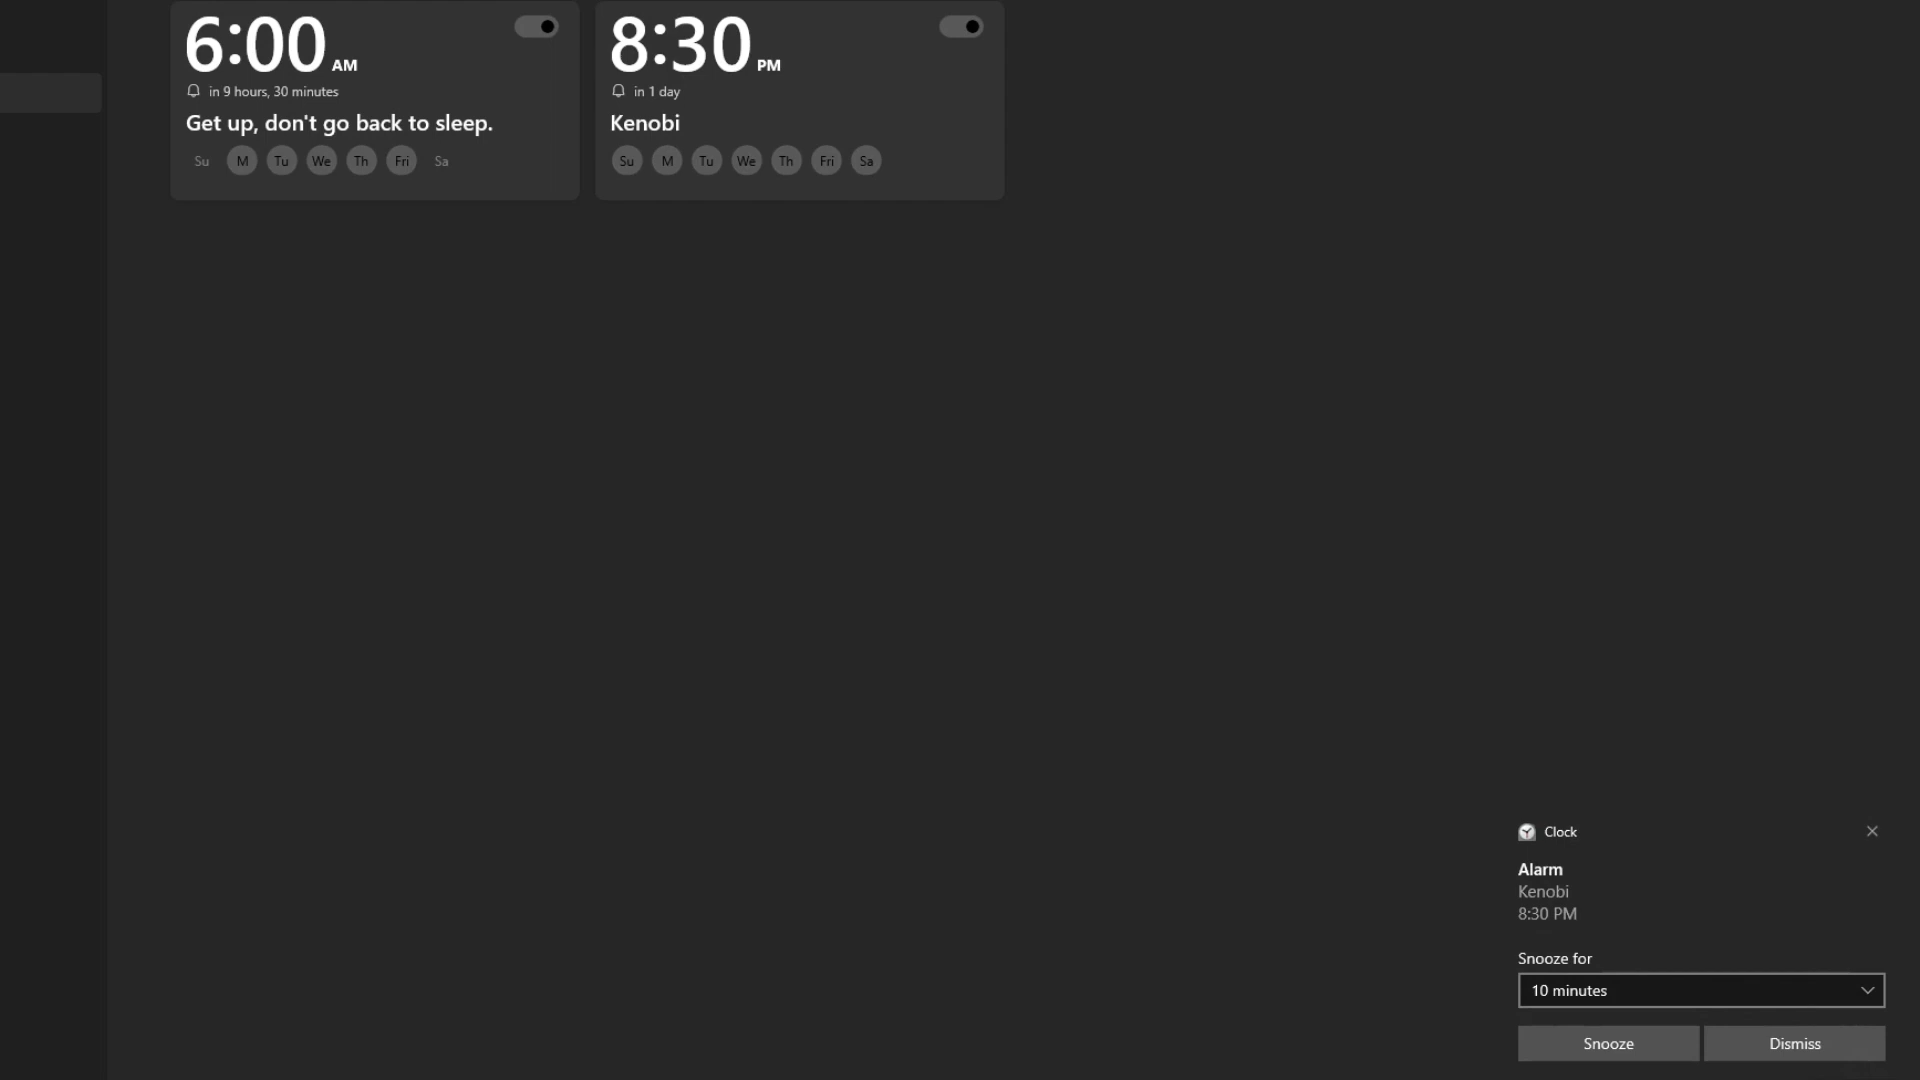 6:00 AM
in 9 hours, 30 minutes
Get up, don't go back to sleep.
Su M Tu We Th Fri Sa
8:30 PM
in 1 day
Kenobi
Su M Tu We Th Fri Sa
Clock
Alarm
Kenobi
8:30 PM
Snooze for
10 minutes
Snooze Dismiss